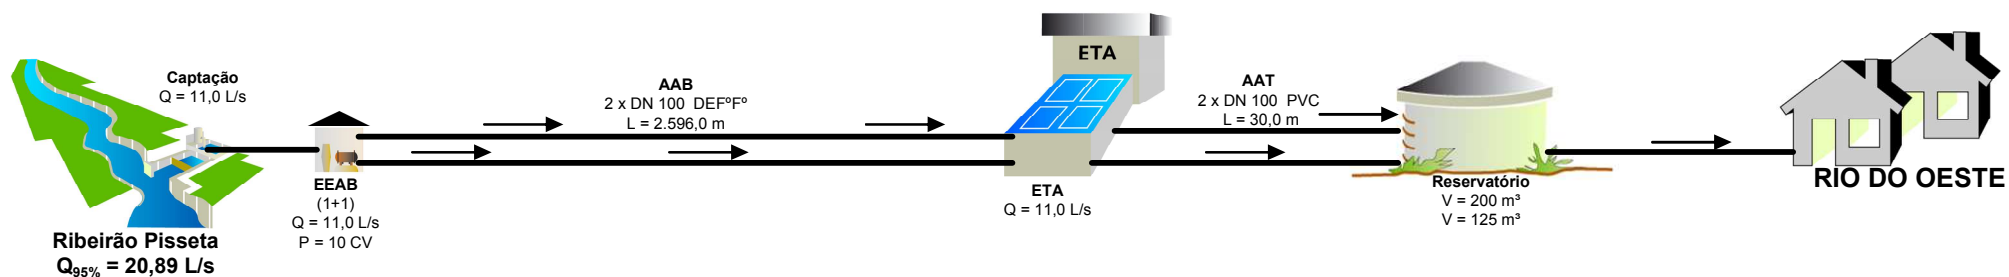 Captação
Q = 11,0 L/s
Ribeirão Pisseta
Q95% = 20,89 L/s
EEAB
(1+1)
Q = 11,0 L/s
P = 10 CV
AAB
2 x DN 100 DEFºFº
L = 2.596,0 m
ETA
ETA
Q = 11,0 L/s
AAT
2 x DN 100 PVC
L = 30,0 m
Reservatório
V = 200 m³
V = 125 m³
RIO DO OESTE